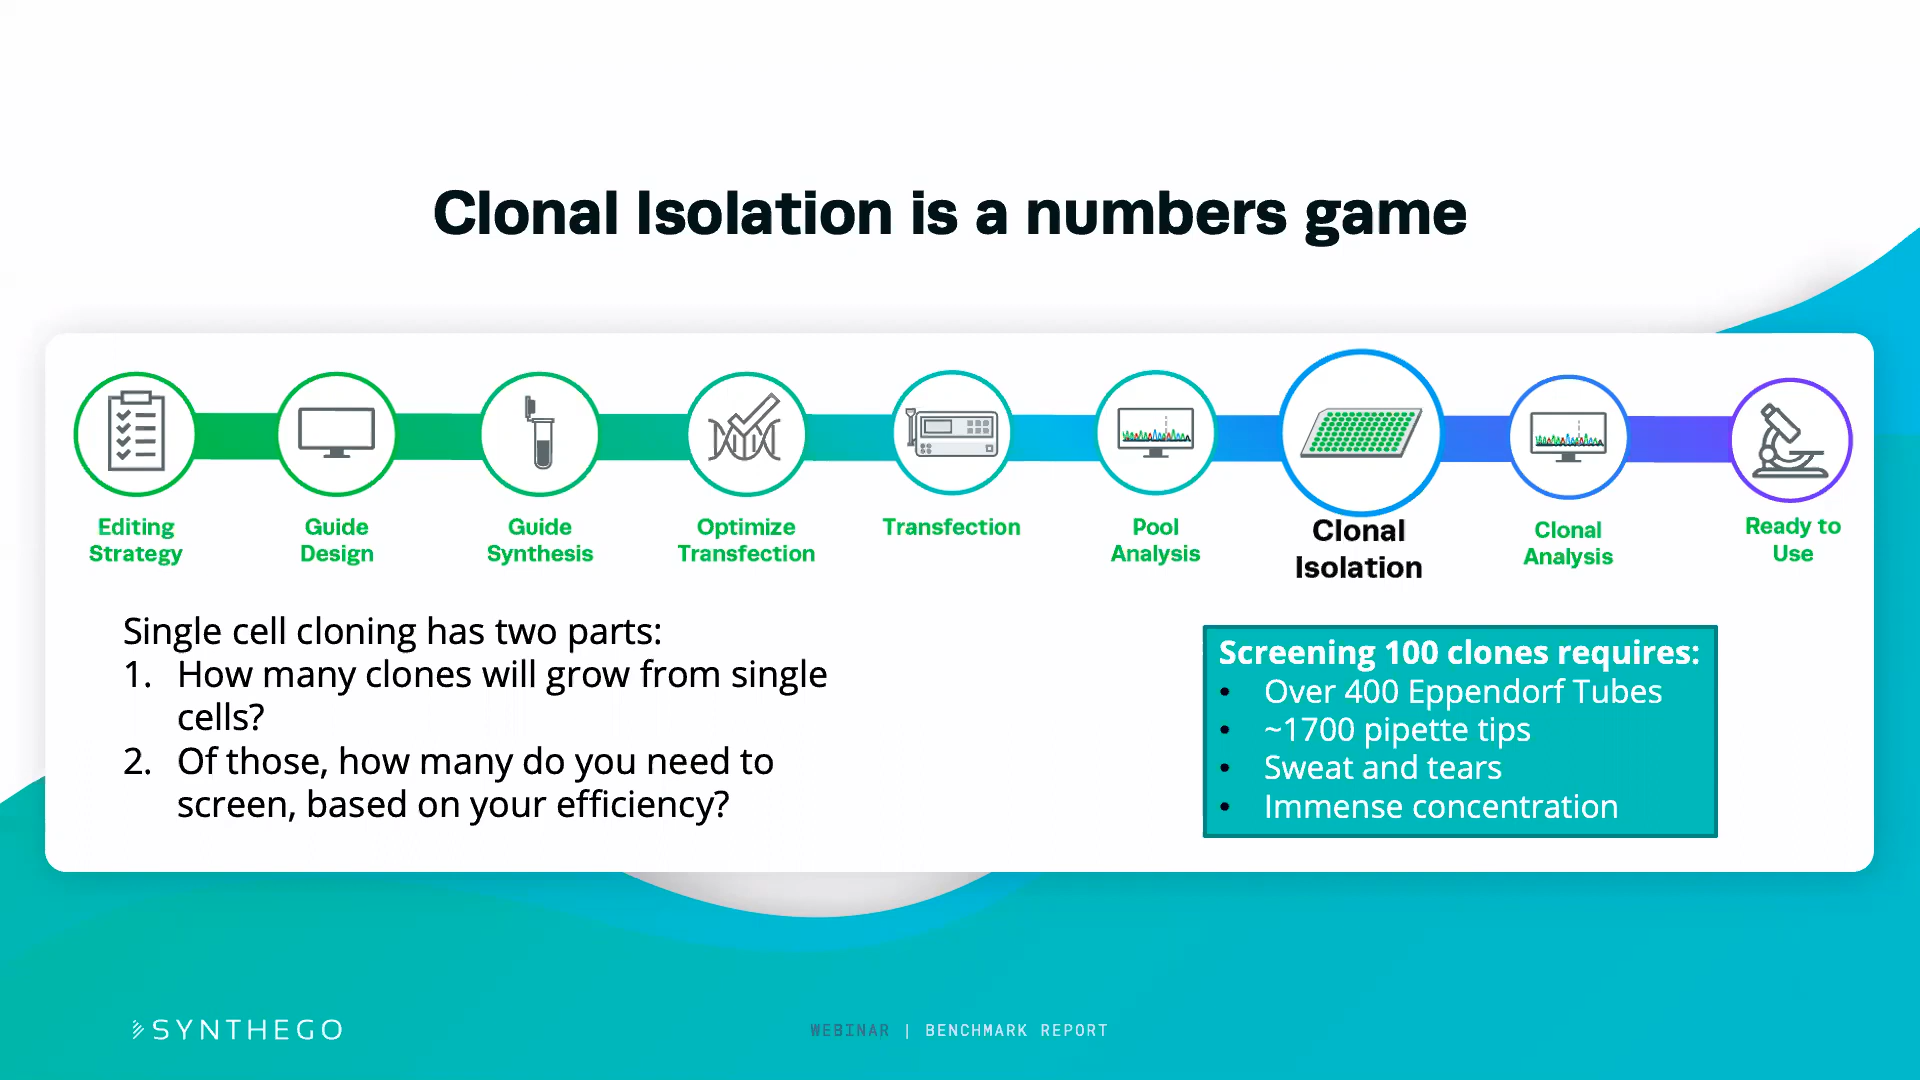 Clonal Isolation is a numbers game
Editing
Strategy
Guide
Design
Guide
Synthesis
Optimize
Transfection
Transfection
Pool
Analysis
Clonal
Isolation
Clonal
Analysis
Ready to
Use
Single cell cloning has two parts:
1. How many clones will grow from single
cells?
2. Of those, how many do you need to
screen, based on your efficiency?
Screening 100 clones requires:
• Over 400 Eppendorf Tubes
• ~1700 pipette tips
• Sweat and tears
• Immense concentration
SYNTHEGO
WEBINAR | BENCHMARK REPORT